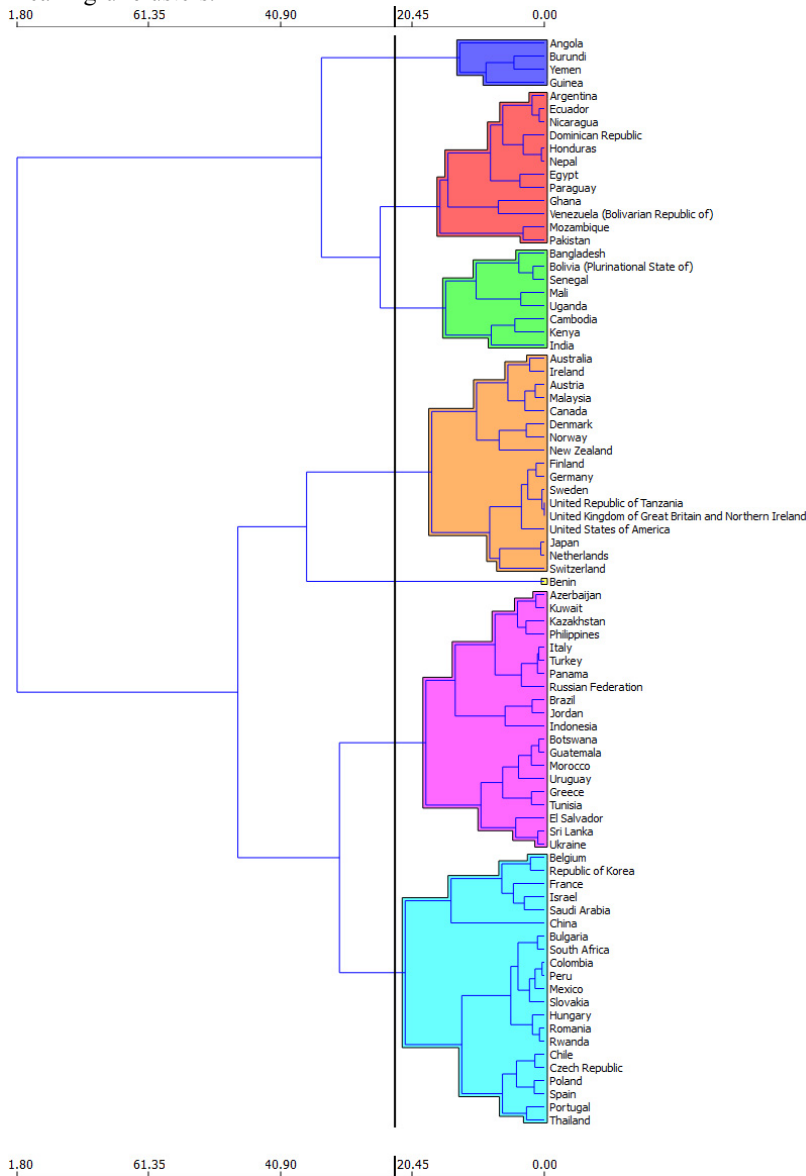 1.80 61.35 40.90 20.45 0.00
Angola
Burundi
Yemen
Guinea
Argentina
Ecuador
Nicaragua
Dominican Republic
Honduras
Nepal
Egypt
Paraguay
Ghana
Venezuela (Bolivarian Republic of)
Mozambique
Pakistan
Bangladesh
Bolivia (Plurinational State of)
Senegal
Mali
Uganda
Cambodia
Kenya
India
Australia
Ireland
Austria
Malaysia
Canada
Denmark
Norway
New Zealand
Finland
Germany
Sweden
United Republic of Tanzania
United Kingdom of Great Britain and Northern Ireland
United States of America
Japan
Netherlands
Switzerland
Benin
Azerbaijan
Kuwait
Kazakhstan
Philippines
Italy
Turkey
Panama
Russian Federation
Brazil
Jordan
Indonesia
Botswana
Guatemala
Morocco
Uruguay
Greece
Tunisia
El Salvador
Sri Lanka
Ukraine
Belgium
Republic of Korea
France
Israel
Saudi Arabia
China
Bulgaria
South Africa
Colombia
Peru
Mexico
Slovakia
Hungary
Romania
Rwanda
Chile
Czech Republic
Poland
Spain
Portugal
Thailand
1.80 61.35 40.90 20.45 0.00